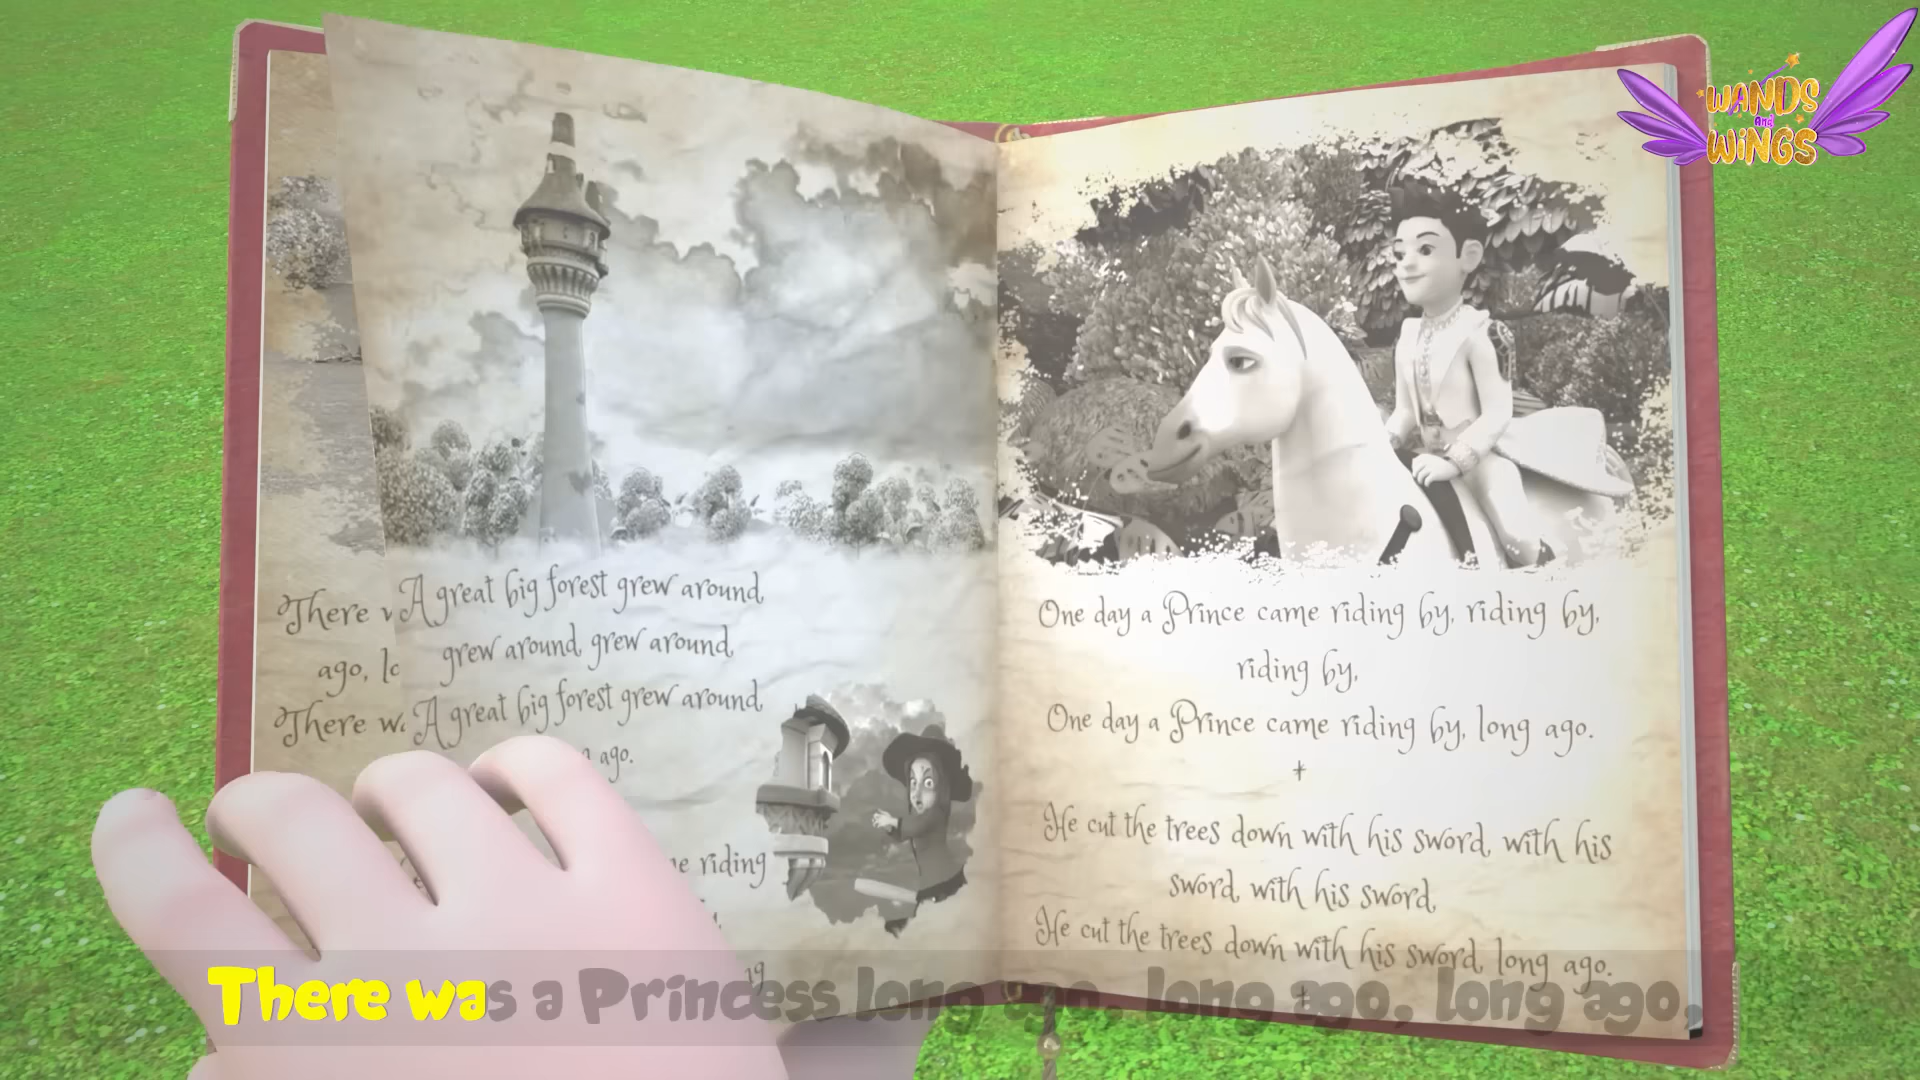 WANDS
And
WINGS
There
ago,
There
A great big forest grew around,
grew around, grew around,
A great big forest grew around,
ago.
riding
One day a Prince came riding by, riding by,
riding by,
One day a Prince came riding by, long ago.
He cut the trees down with his sword, with his
sword, with his sword,
He cut the trees down with his sword, long ago.
There was a Princess long ago, long ago, long ago,